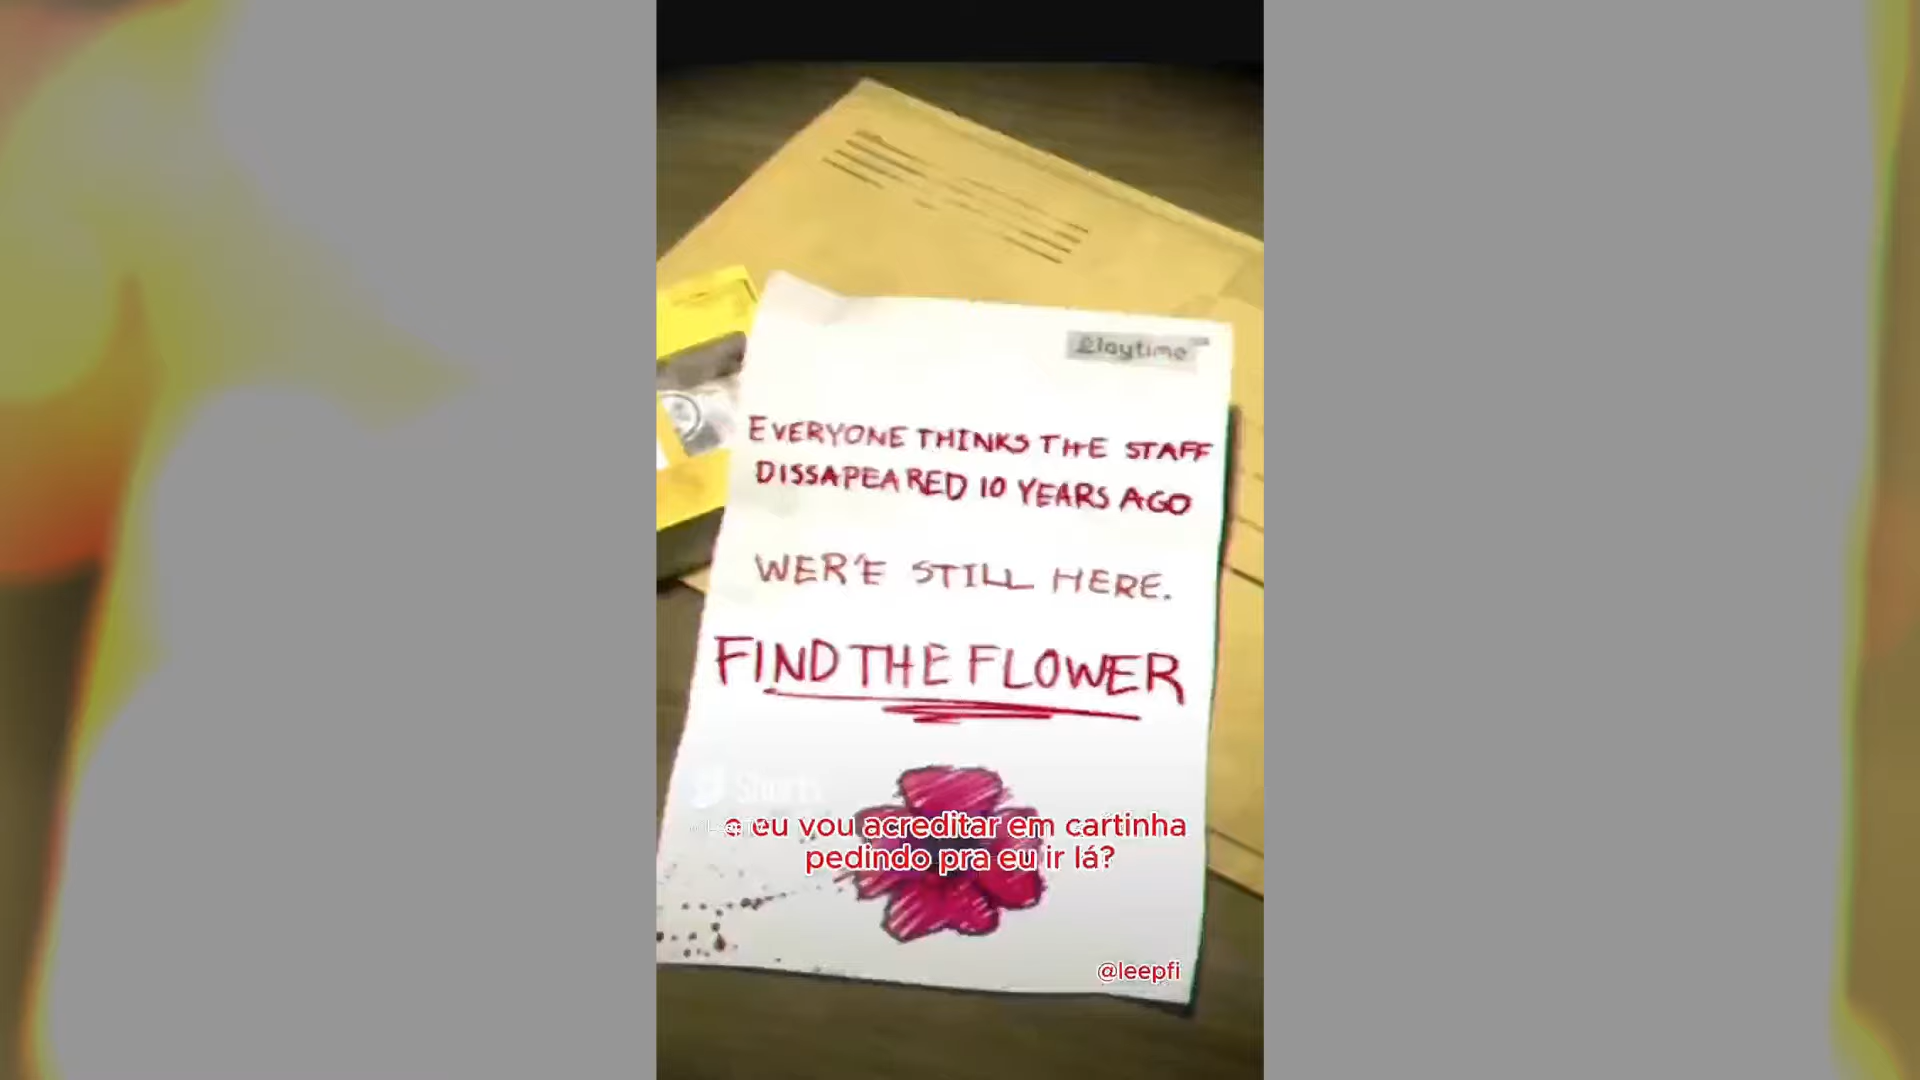 Playtime
EVERYONE THINKS THE STAFF
DISSAPEARED 10 YEARS AGO
WER'E STILL HERE.
FIND THE FLOWER
Shorts
e eu vou acreditar em cartinha
pedindo pra eu ir lá?
@leepfi